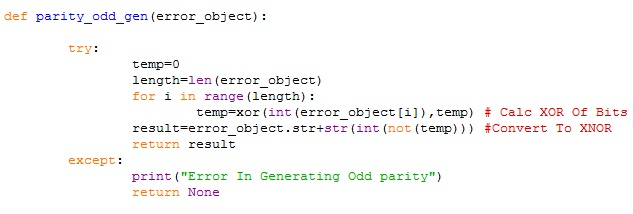 def parity_odd_gen(error_object):
try:
temp=0
length=len(error_object)
for i in range(length):
temp=xor(int(error_object[i]),temp) # Calc XOR Of Bits
result=error_object.str+str(int(not(temp))) #Convert To XNOR
return result
except:
print("Error In Generating Odd parity")
return None